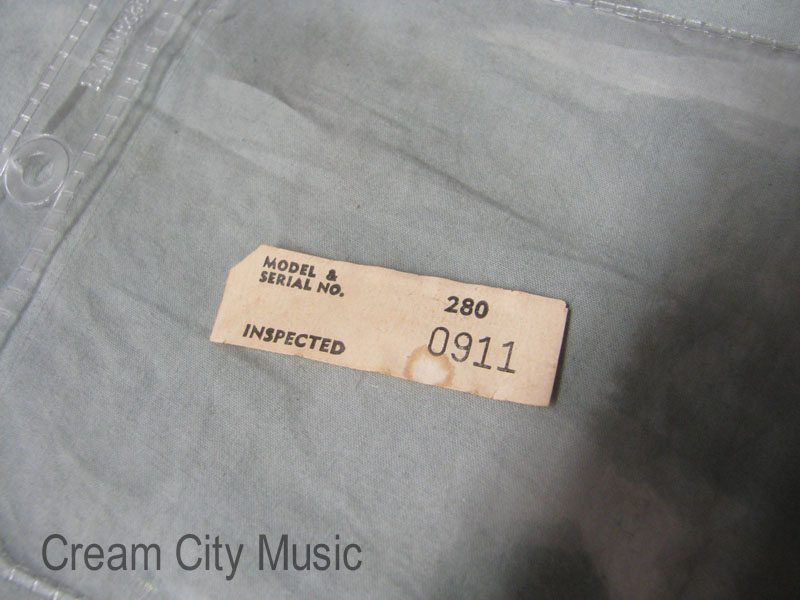 MODEL &
SERIAL NO.
280
0911
INSPECTED
Cream City Music